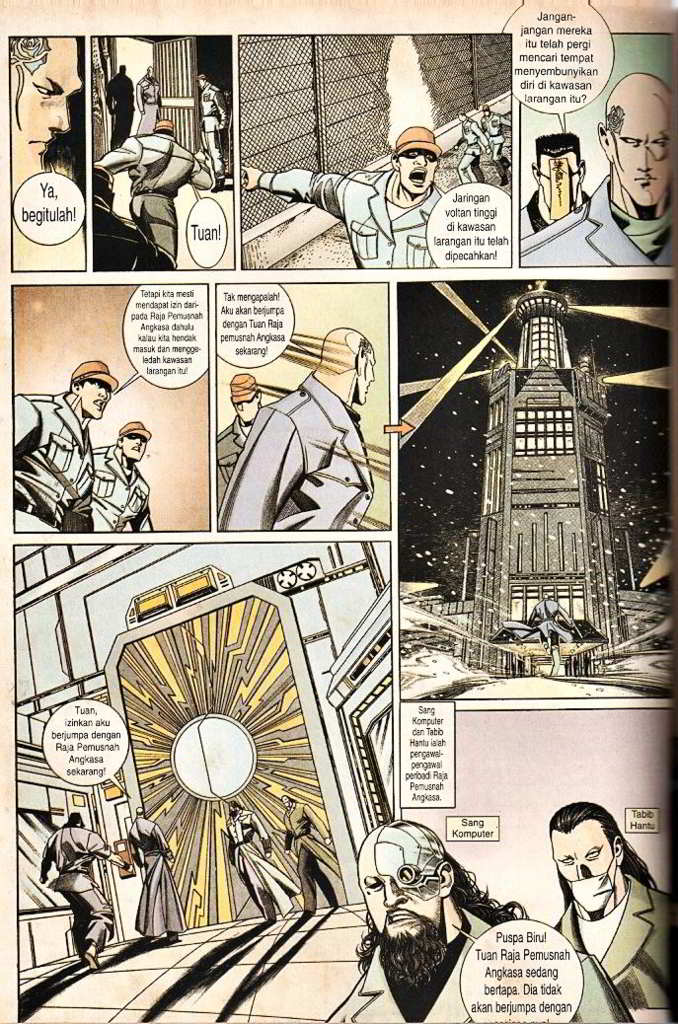 Ya,
begitulah!
Tuan!
Jaringan
voltan tinggi
di kawasan
larangan itu telah
dipecahkan!
Jangan-
jangan mereka
itu telah pergi
mencari tempat
menyembunyikan
diri di kawasan
larangan itu?
Tetapi kita mesti
mendapat izin dari-
pada Raja Pemusnah
Angkasa dahulu
kalau kita hendak
masuk dan mengge-
ledah kawasan
larangan itu!
Tak mengapalah!
Aku akan berjumpa
dengan Tuan Raja
pemusnah Angkasa
sekarang!
Tuan,
izinkan aku
berjumpa dengan
Raja Pemusnah
Angkasa
sekarang!
Sang
Komputer
dan Tabib
Hantu ialah
pengawal-
pengawal
peribadi Raja
Pemusnah
Angkasa.
Sang
Komputer
Tabib
Hantu
Puspa Biru!
Tuan Raja Pemusnah
Angkasa sedang
bertapa. Dia tidak
akan berjumpa dengan